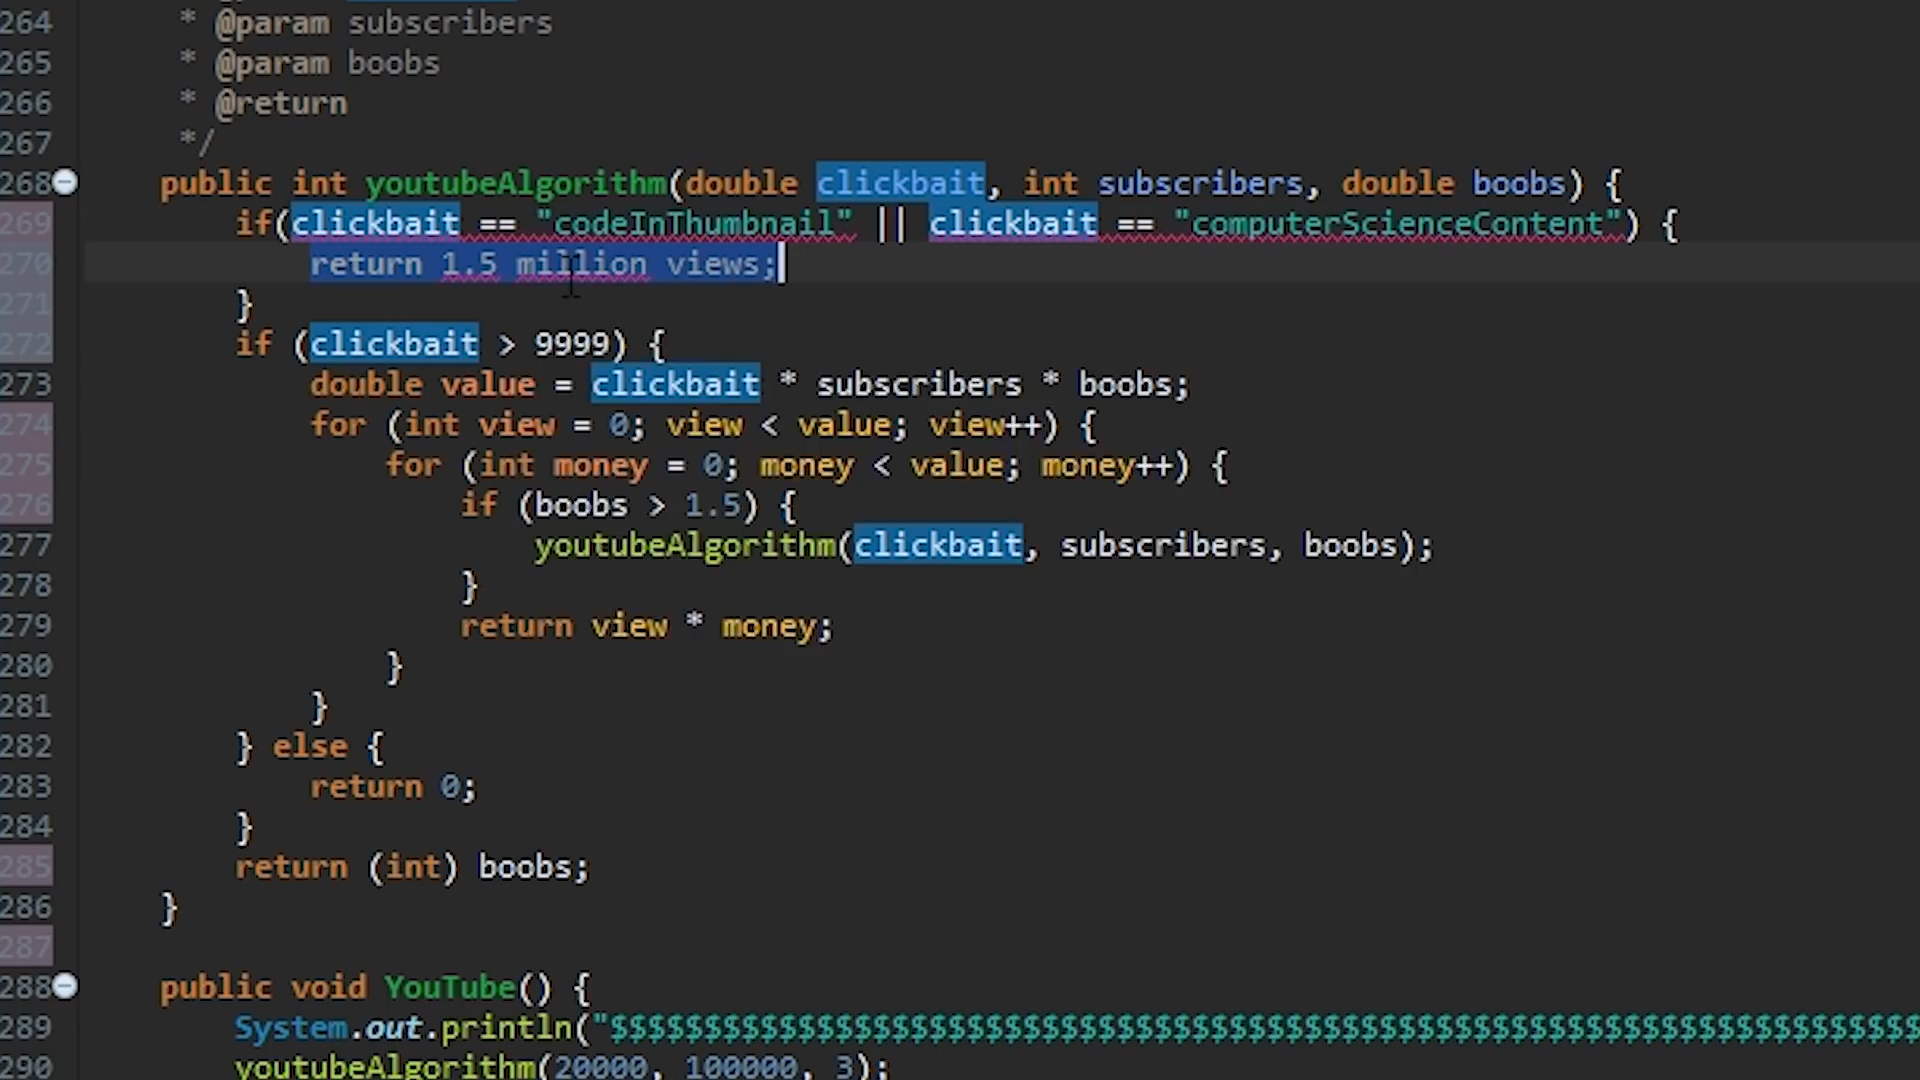 264 * @param subscribers
265 * @param boobs
266 * @return
267 */
268 public int youtubeAlgorithm(double clickbait, int subscribers, double boobs) {
269 if(clickbait == "codeInThumbnail" || clickbait == "computerScienceContent") {
270 return 1.5 million views;
271 }
272 if (clickbait > 9999) {
273 double value = clickbait * subscribers * boobs;
274 for (int view = 0; view < value; view++) {
275 for (int money = 0; money < value; money++) {
276 if (boobs > 1.5) {
277 youtubeAlgorithm(clickbait, subscribers, boobs);
278 }
279 return view * money;
280 }
281 }
282 } else {
283 return 0;
284 }
285 return (int) boobs;
286 }
287
288 public void YouTube() {
289 System.out.println("$$$$$$$$$$$$$$$$$$$$$$$$$$$$$$$$$$$$$$$$$$$$$$$$$$$$$$$$$$$$$$$$$$$$$$
290 youtubeAlgorithm(20000, 100000, 3);